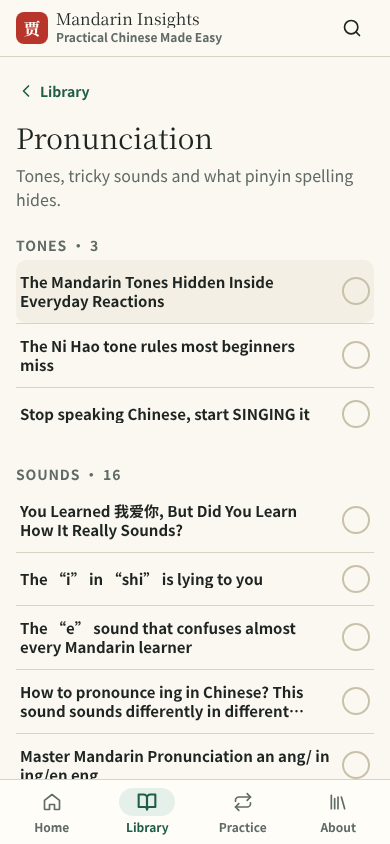 贾
Mandarin Insights
Practical Chinese Made Easy
Library
Pronunciation
Tones, tricky sounds and what pinyin spelling
hides.
TONES • 3
The Mandarin Tones Hidden Inside
Everyday Reactions
The Ni Hao tone rules most beginners
miss
Stop speaking Chinese, start SINGING it
SOUNDS • 16
You Learned 我爱你, But Did You Learn
How It Really Sounds?
The “i” in “shi” is lying to you
The “e” sound that confuses almost
every Mandarin learner
How to pronounce ing in Chinese? This
sound sounds differently in different…
Master Mandarin Pronunciation an ang/ in
ing/en eng
Home
Library
Practice
About